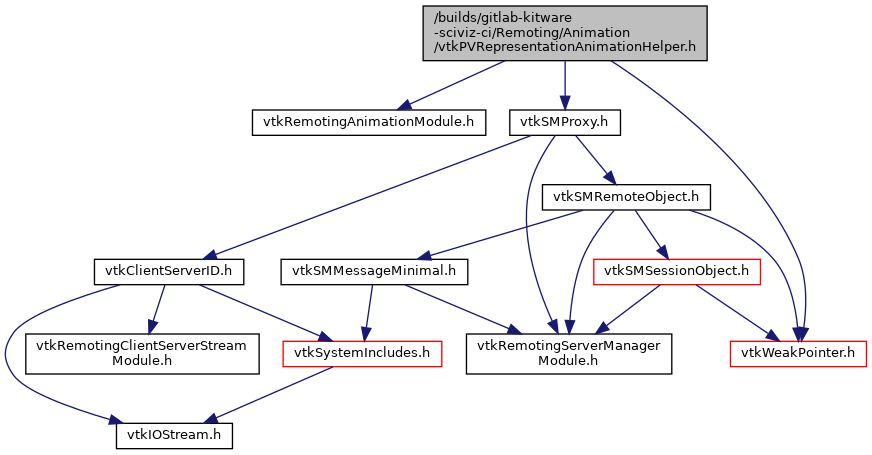 /builds/gitlab-kitware
-sciviz-ci/Remoting/Animation
/vtkPVRepresentationAnimationHelper.h
vtkRemotingAnimationModule.h
vtkSMProxy.h
vtkSMRemoteObject.h
vtkClientServerID.h
vtkSMMessageMinimal.h
vtkSMSessionObject.h
vtkRemotingClientServerStream
Module.h
vtkSystemIncludes.h
vtkRemotingServerManager
Module.h
vtkWeakPointer.h
vtkIOStream.h